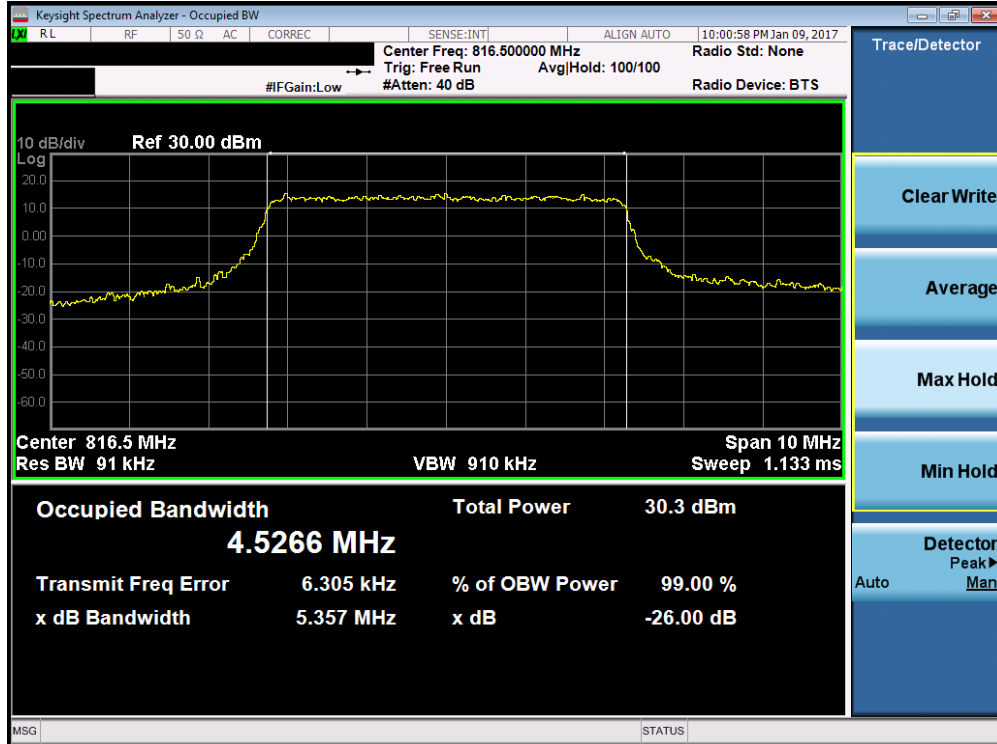 Keysight Spectrum Analyzer - Occupied BW
LXI RL RF 50 Ω AC CORREC SENSE:INT ALIGN AUTO 10:00:58 PM Jan 09, 2017
Center Freq: 816.500000 MHz Radio Std: None
Trig: Free Run Avg|Hold: 100/100
#IFGain:Low #Atten: 40 dB Radio Device: BTS
10 dB/div Ref 30.00 dBm
Log
20.0
10.0
0.00
-10.0
-20.0
-30.0
-40.0
-50.0
-60.0
Center 816.5 MHz Span 10 MHz
Res BW 91 kHz VBW 910 kHz Sweep 1.133 ms
Occupied Bandwidth Total Power 30.3 dBm
4.5266 MHz
Transmit Freq Error 6.305 kHz % of OBW Power 99.00 %
x dB Bandwidth 5.357 MHz x dB -26.00 dB
MSG STATUS
Trace/Detector
Clear Write
Average
Max Hold
Min Hold
Detector
Peak▶
Auto Man